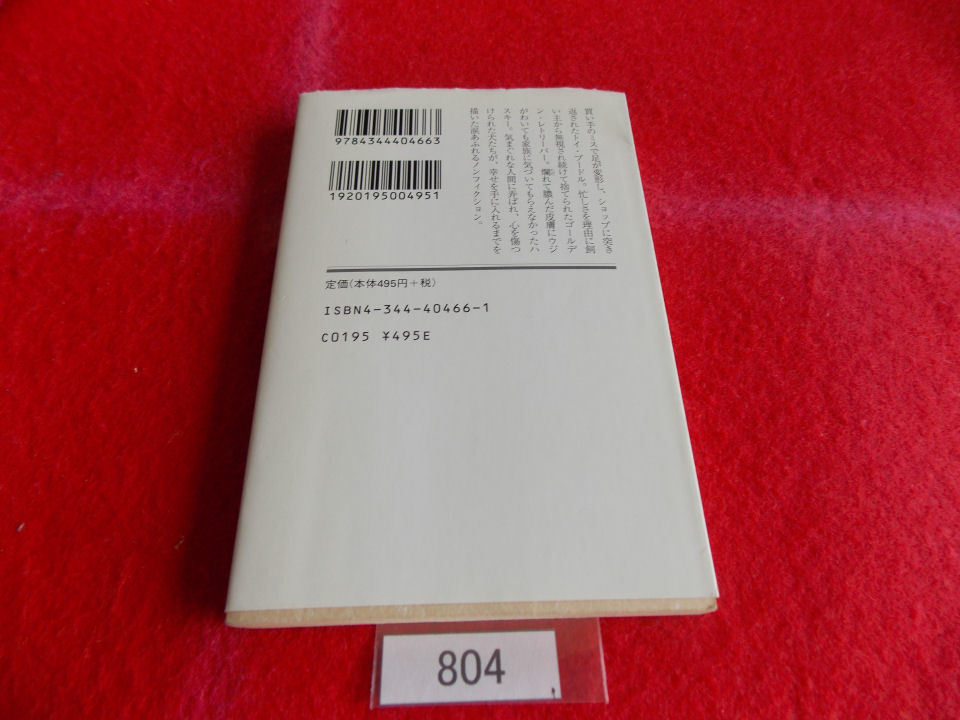 9784344404663
1920195004951
買い手のミスで足が変形し、ショップに突き
返されたトイ・プードル。忙しさを理由に飼
い主から無視され続けて捨てられたゴールデ
ン・レトリーバー。爛れて膿んだ皮膚にウジ
がわいても家族に気づいてもらえなかったハ
スキー。気まぐれな人間に弄ばれ、心を傷つ
けられた犬たちが、幸せを手に入れるまでを
描いた涙あふれるノンフィクション。
定価(本体495円+税)
ISBN4-344-40466-1
C0195 ¥495E
804